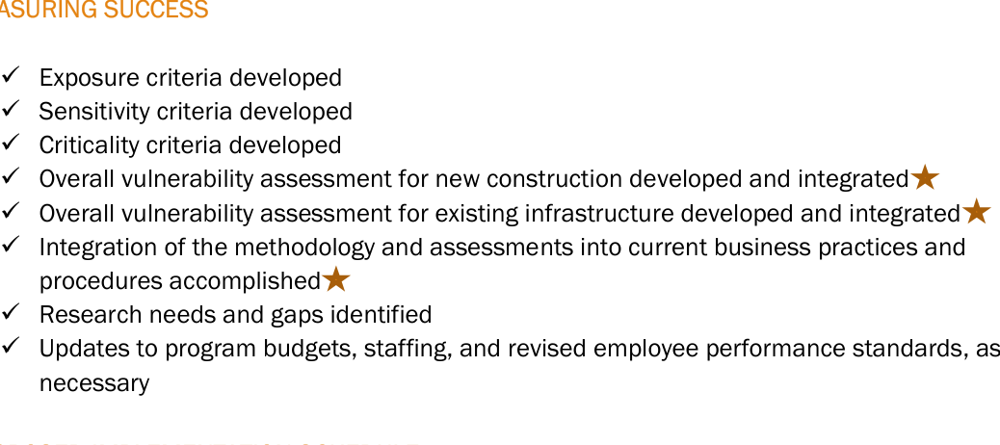 ASURING SUCCESS
✓ Exposure criteria developed
✓ Sensitivity criteria developed
✓ Criticality criteria developed
✓ Overall vulnerability assessment for new construction developed and integrated★
✓ Overall vulnerability assessment for existing infrastructure developed and integrated★
✓ Integration of the methodology and assessments into current business practices and
procedures accomplished★
✓ Research needs and gaps identified
✓ Updates to program budgets, staffing, and revised employee performance standards, as
necessary